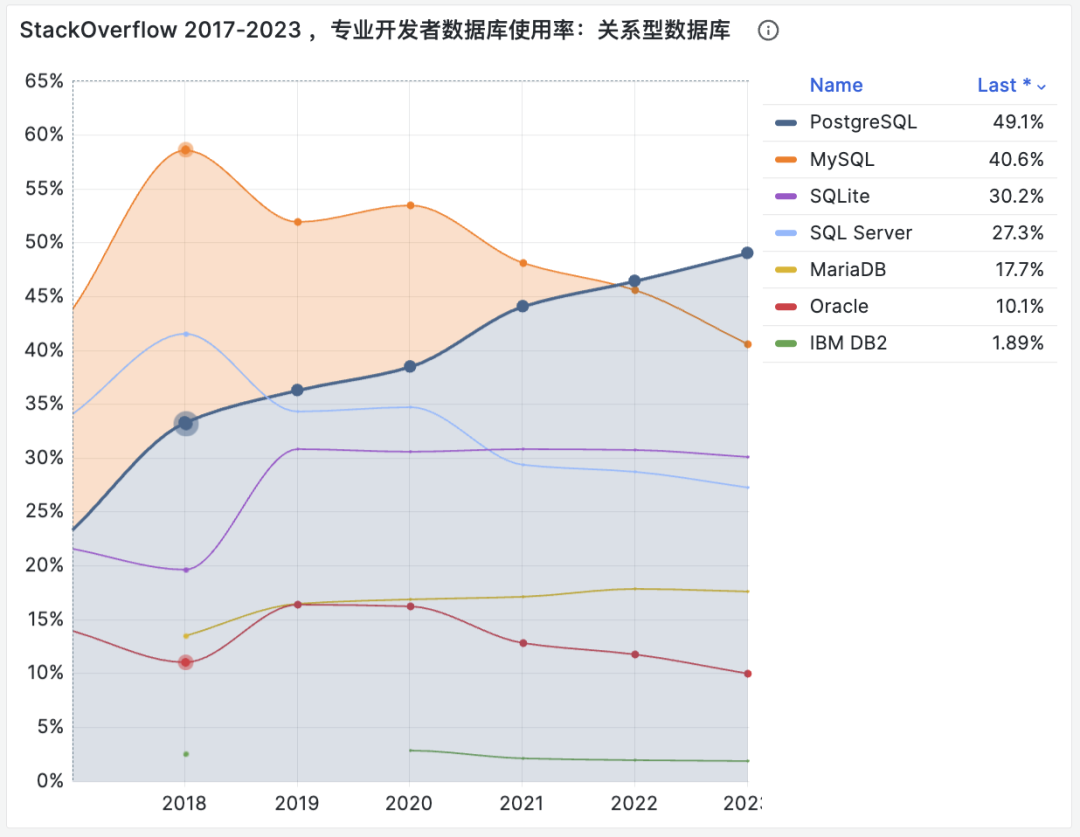 StackOverflow 2017-2023 ，专业开发者数据库使用率：关系型数据库
65%
60%
55%
50%
45%
40%
35%
30%
25%
20%
15%
10%
5%
0%
2018 2019 2020 2021 2022 202
Name Last *
PostgreSQL 49.1%
MySQL 40.6%
SQLite 30.2%
SQL Server 27.3%
MariaDB 17.7%
Oracle 10.1%
IBM DB2 1.89%